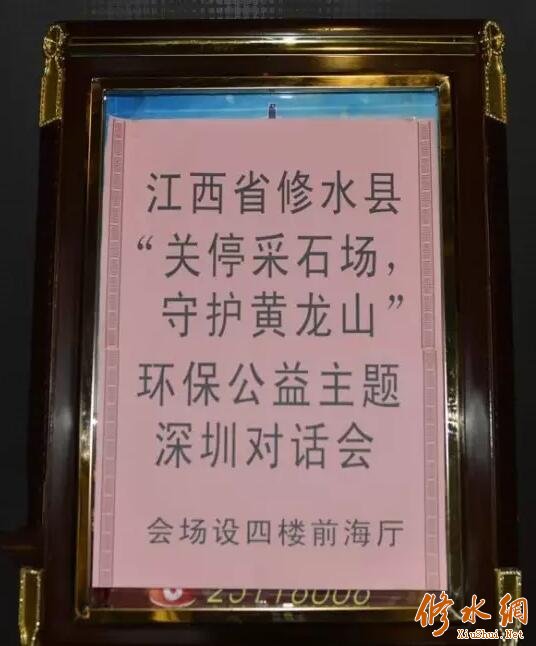 江西省修水县
“关停采石场，
守护黄龙山”
环保公益主题
深圳对话会
会场设四楼前海厅
修水网
XiuShui.Net